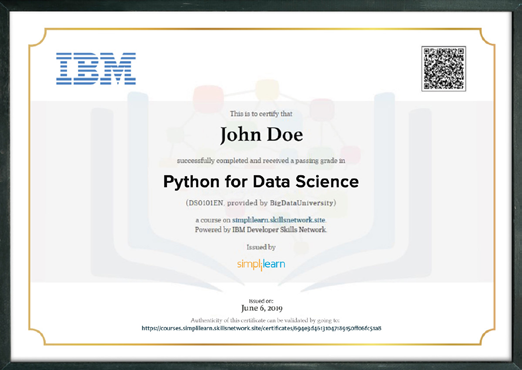 IBM
This is to certify that
John Doe
successfully completed and received a passing grade in
Python for Data Science
(DS0101EN, provided by BigDataUniversity)
a course on simplilearn.skillsnetwork.site.
Powered by IBM Developer Skills Network.
Issued by
simplilearn
Issued on:
June 6, 2019
Authenticity of this certificate can be validated by going to: